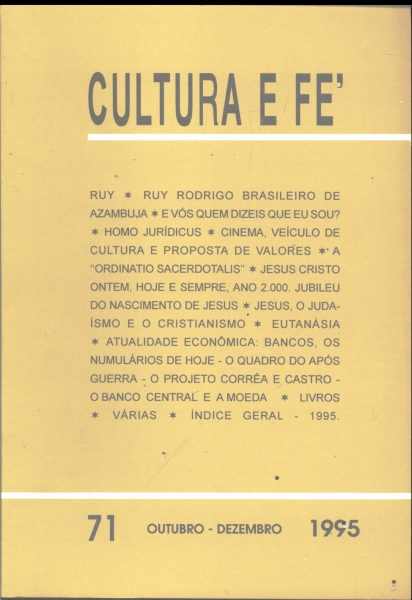 CULTURA E FE'
RUY ✶ RUY RODRIGO BRASILEIRO DE
AZAMBUJA ✶ E VÓS QUEM DIZEIS QUE EU SOU?
✶ HOMO JURÍDICUS ✶ CINEMA, VEÍCULO DE
CULTURA E PROPOSTA DE VALORES ✶ A
“ORDINATIO SACERDOTALIS” ✶ JESUS CRISTO
ONTEM, HOJE E SEMPRE, ANO 2.000. JUBILEU
DO NASCIMENTO DE JESUS ✶ JESUS, O JUDA-
ÍSMO E O CRISTIANISMO ✶ EUTANÁSIA
✶ ATUALIDADE ECONÔMICA: BANCOS, OS
NUMULÁRIOS DE HOJE - O QUADRO DO APÓS
GUERRA - O PROJETO CORRÊA E CASTRO -
O BANCO CENTRAL E A MOEDA ✶ LIVROS
✶ VÁRIAS ✶ ÍNDICE GERAL - 1995.
71 OUTUBRO - DEZEMBRO 1995